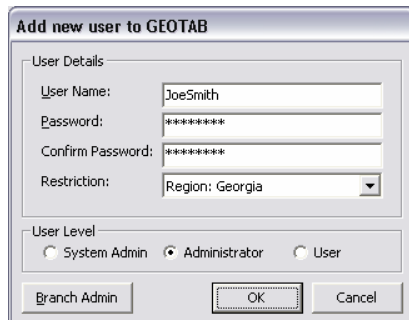 Add new user to GEOTAB
User Details
User Name: JoeSmith
Password: ********
Confirm Password: ********
Restriction: Region: Georgia
User Level
System Admin Administrator User
Branch Admin OK Cancel